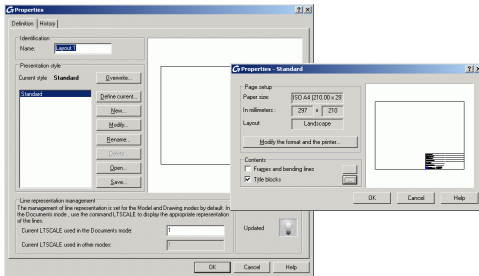 Properties
Definition
History
Identification
Name:
Layout 1
Presentation style
Current style
Standard
Overwrite...
Standard
Define current...
New...
Modify...
Rename...
Delete...
Open...
Save...
Line representation management
The management of line representation is set for the Model and Drawing modes by default. In
the Documents mode , use the command LTSCALE to display the appropriate representation
of the lines.
Current LTSCALE used in the Documents mode:
1
Current LTSCALE used in other modes:
Updated
OK
Cancel
Help
Properties - Standard
Page setup
Paper size:
ISO A4 (210.00 x 29
In millimeters :
297 x 210
Layout:
Landscape
Modify the format and the printer...
Contents
Frames and bending lines
Title blocks
...
OK
Cancel
Help